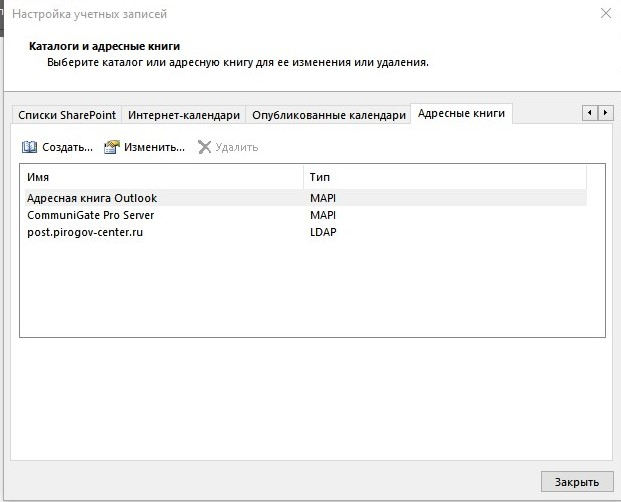 Настройка учетных записей
Каталоги и адресные книги
Выберите каталог или адресную книгу для ее изменения или удаления.
Списки SharePoint Интернет-календари Опубликованные календари Адресные книги
Создать... Изменить... Удалить
Имя Тип
Адресная книга Outlook MAPI
CommuniGate Pro Server MAPI
post.pirogov-center.ru LDAP
Закрыть